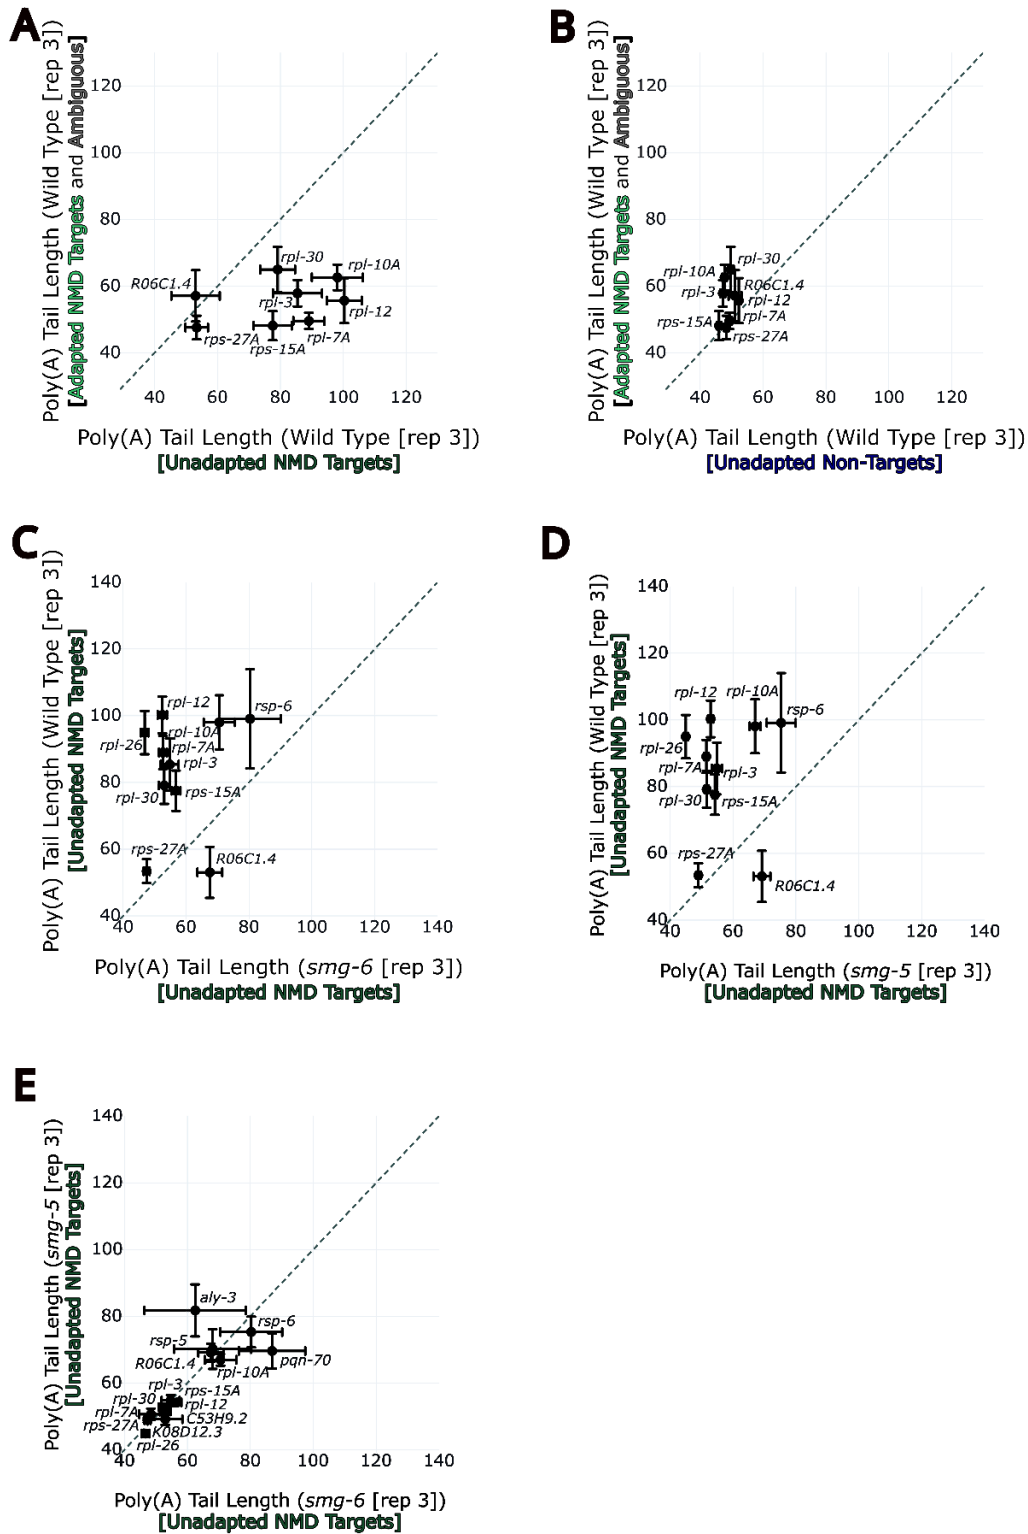 A
Poly(A) Tail Length (Wild Type [rep 3])
[Adapted NMD Targets and Ambiguous]
120
100
80
60
40
rpl-30
rpl-10A
R06C1.4
rpl-3
rpl-12
rps-27A
rpl-7A
rps-15A
40 60 80 100 120
Poly(A) Tail Length (Wild Type [rep 3])
[Unadapted NMD Targets]
B
Poly(A) Tail Length (Wild Type [rep 3])
[Adapted NMD Targets and Ambiguous]
120
100
80
60
40
rpl-30
rpl-10A
R06C1.4
rpl-3
rpl-12
rpl-7A
rps-15A
rps-27A
40 60 80 100 120
Poly(A) Tail Length (Wild Type [rep 3])
[Unadapted Non-Targets]
C
Poly(A) Tail Length (Wild Type [rep 3])
[Unadapted NMD Targets]
140
120
100
80
60
40
rpl-12
rsp-6
rpl-10A
rpl-26
rpl-7A
rpl-3
rpl-30
rps-15A
rps-27A
R06C1.4
40 60 80 100 120 140
Poly(A) Tail Length (smg-6 [rep 3])
[Unadapted NMD Targets]
D
Poly(A) Tail Length (Wild Type [rep 3])
[Unadapted NMD Targets]
140
120
100
80
60
40
rpl-12
rpl-10A
rsp-6
rpl-26
rpl-7A
rpl-3
rpl-30
rps-15A
rps-27A
R06C1.4
40 60 80 100 120 140
Poly(A) Tail Length (smg-5 [rep 3])
[Unadapted NMD Targets]
E
Poly(A) Tail Length (smg-5 [rep 3])
[Unadapted NMD Targets]
140
120
100
80
60
40
aly-3
rsp-6
rsp-5
R06C1.4
pqn-70
rpl-10A
rpl-3
rps-15A
rpl-30
rpl-12
rpl-7A
C53H9.2
rps-27A
K08D12.3
rpl-26
40 60 80 100 120 140
Poly(A) Tail Length (smg-6 [rep 3])
[Unadapted NMD Targets]